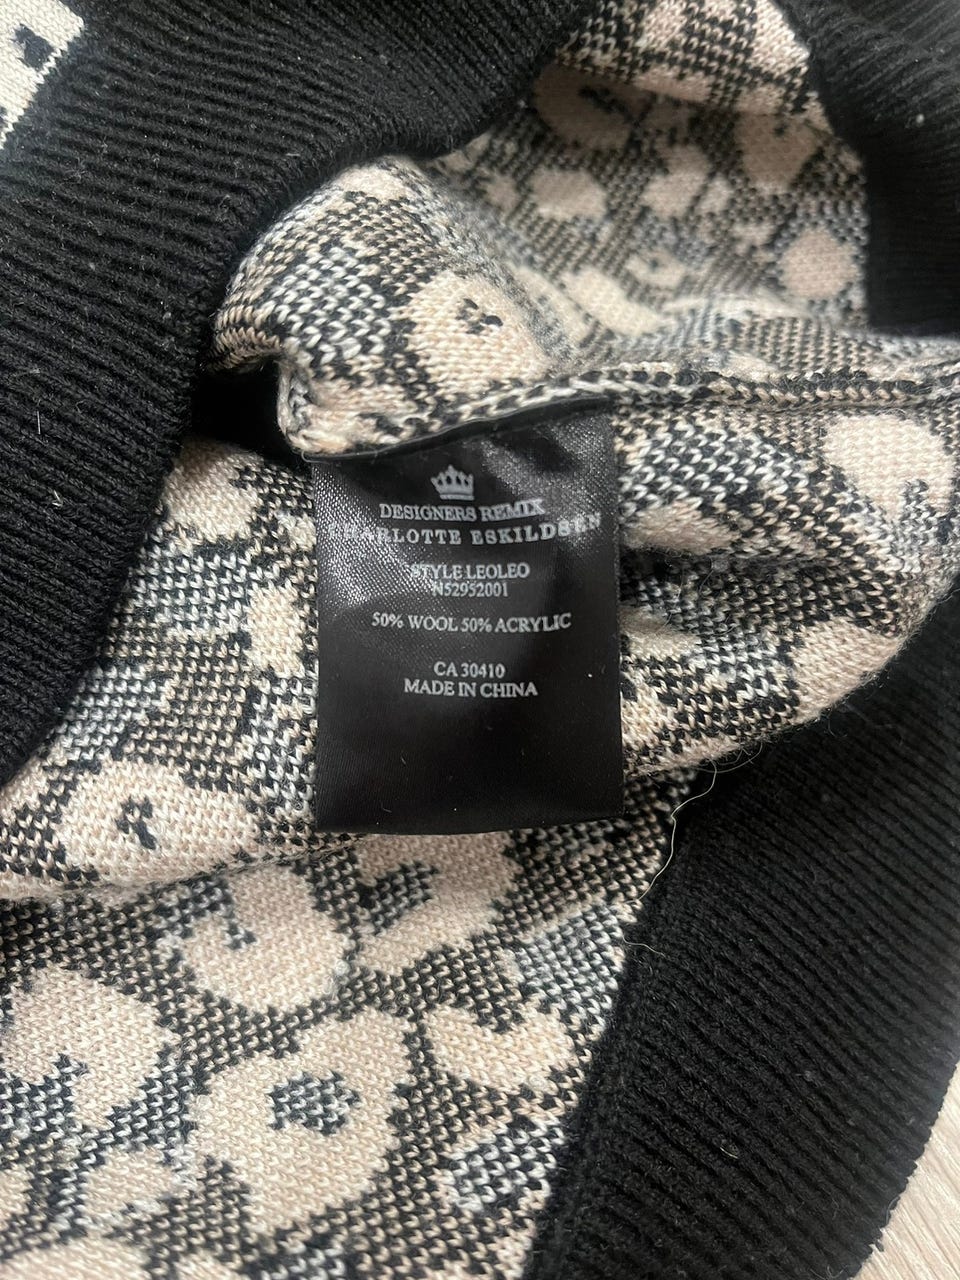 DESIGNERS REMIX
CHARLOTTE ESKILDSEN
STYLE LEOLEO
N52952001
50% WOOL 50% ACRYLIC
CA 30410
MADE IN CHINA